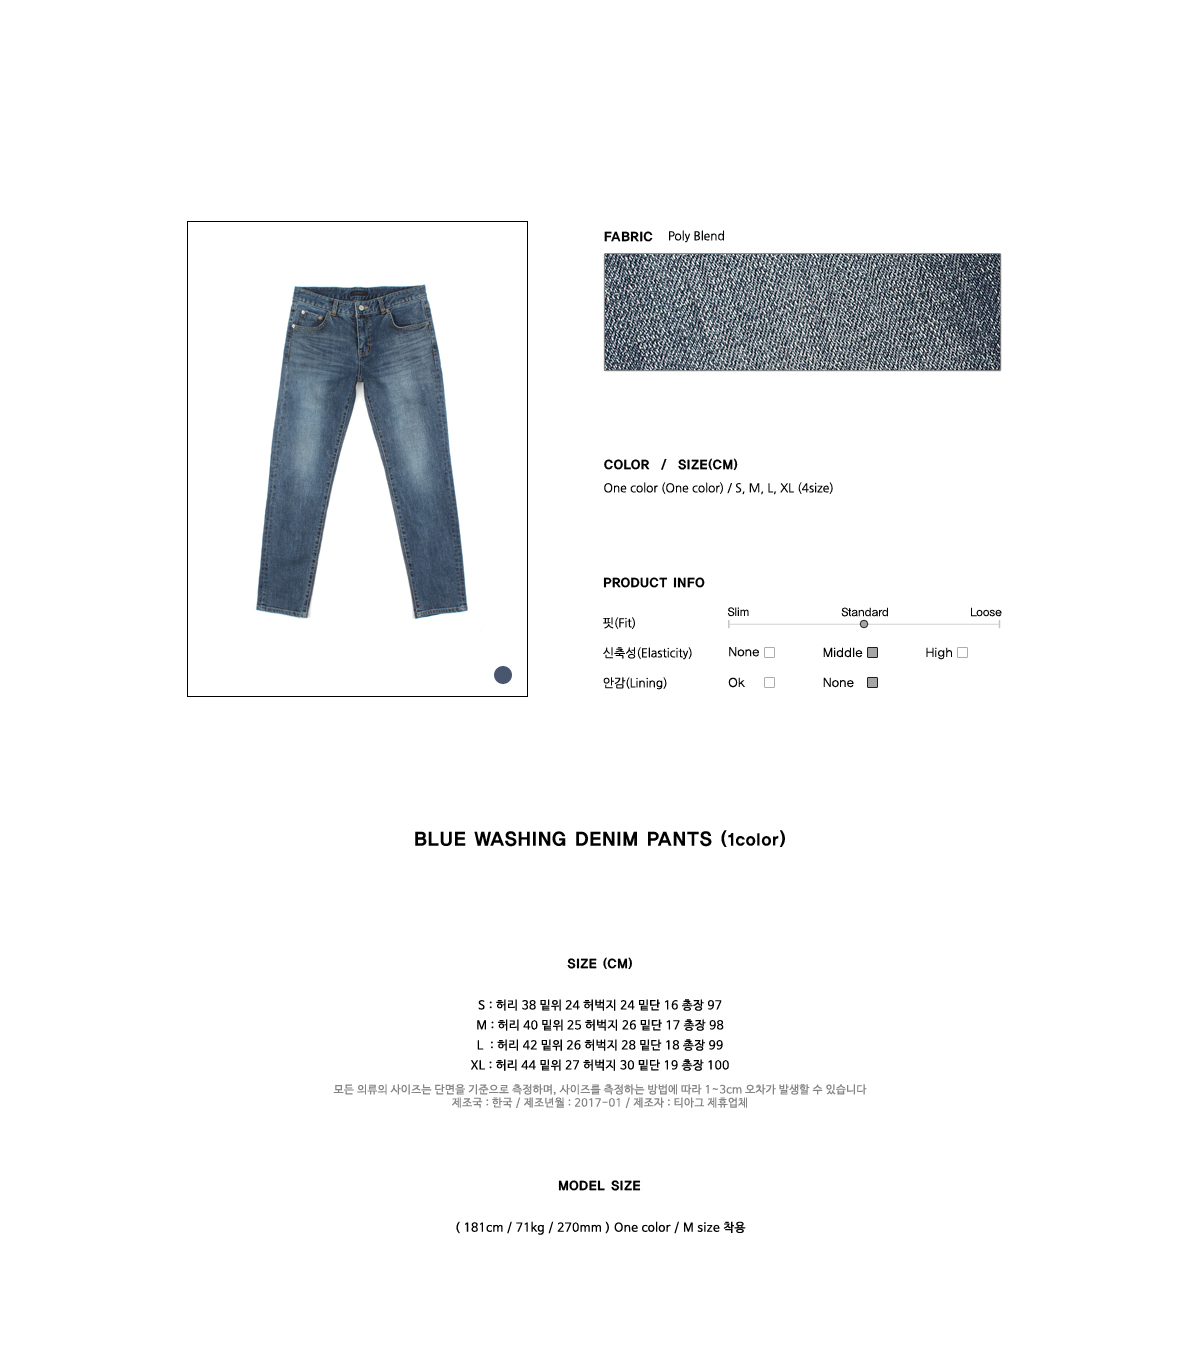 FABRIC Poly Blend
COLOR / SIZE(CM)
One color (One color) / S, M, L, XL (4size)
PRODUCT INFO
핏(Fit) Slim Standard Loose
신축성(Elasticity) None Middle High
안감(Lining) Ok None
BLUE WASHING DENIM PANTS (1color)
SIZE (CM)
S : 허리 38 밑위 24 허벅지 24 밑단 16 총장 97
M : 허리 40 밑위 25 허벅지 26 밑단 17 총장 98
L : 허리 42 밑위 26 허벅지 28 밑단 18 총장 99
XL : 허리 44 밑위 27 허벅지 30 밑단 19 총장 100
모든 의류의 사이즈는 단면을 기준으로 측정하며, 사이즈를 측정하는 방법에 따라 1~3cm 오차가 발생할 수 있습니다
제조국 : 한국 / 제조년월 : 2017-01 / 제조자 : 티아그 제휴업체
MODEL SIZE
( 181cm / 71kg / 270mm ) One color / M size 착용